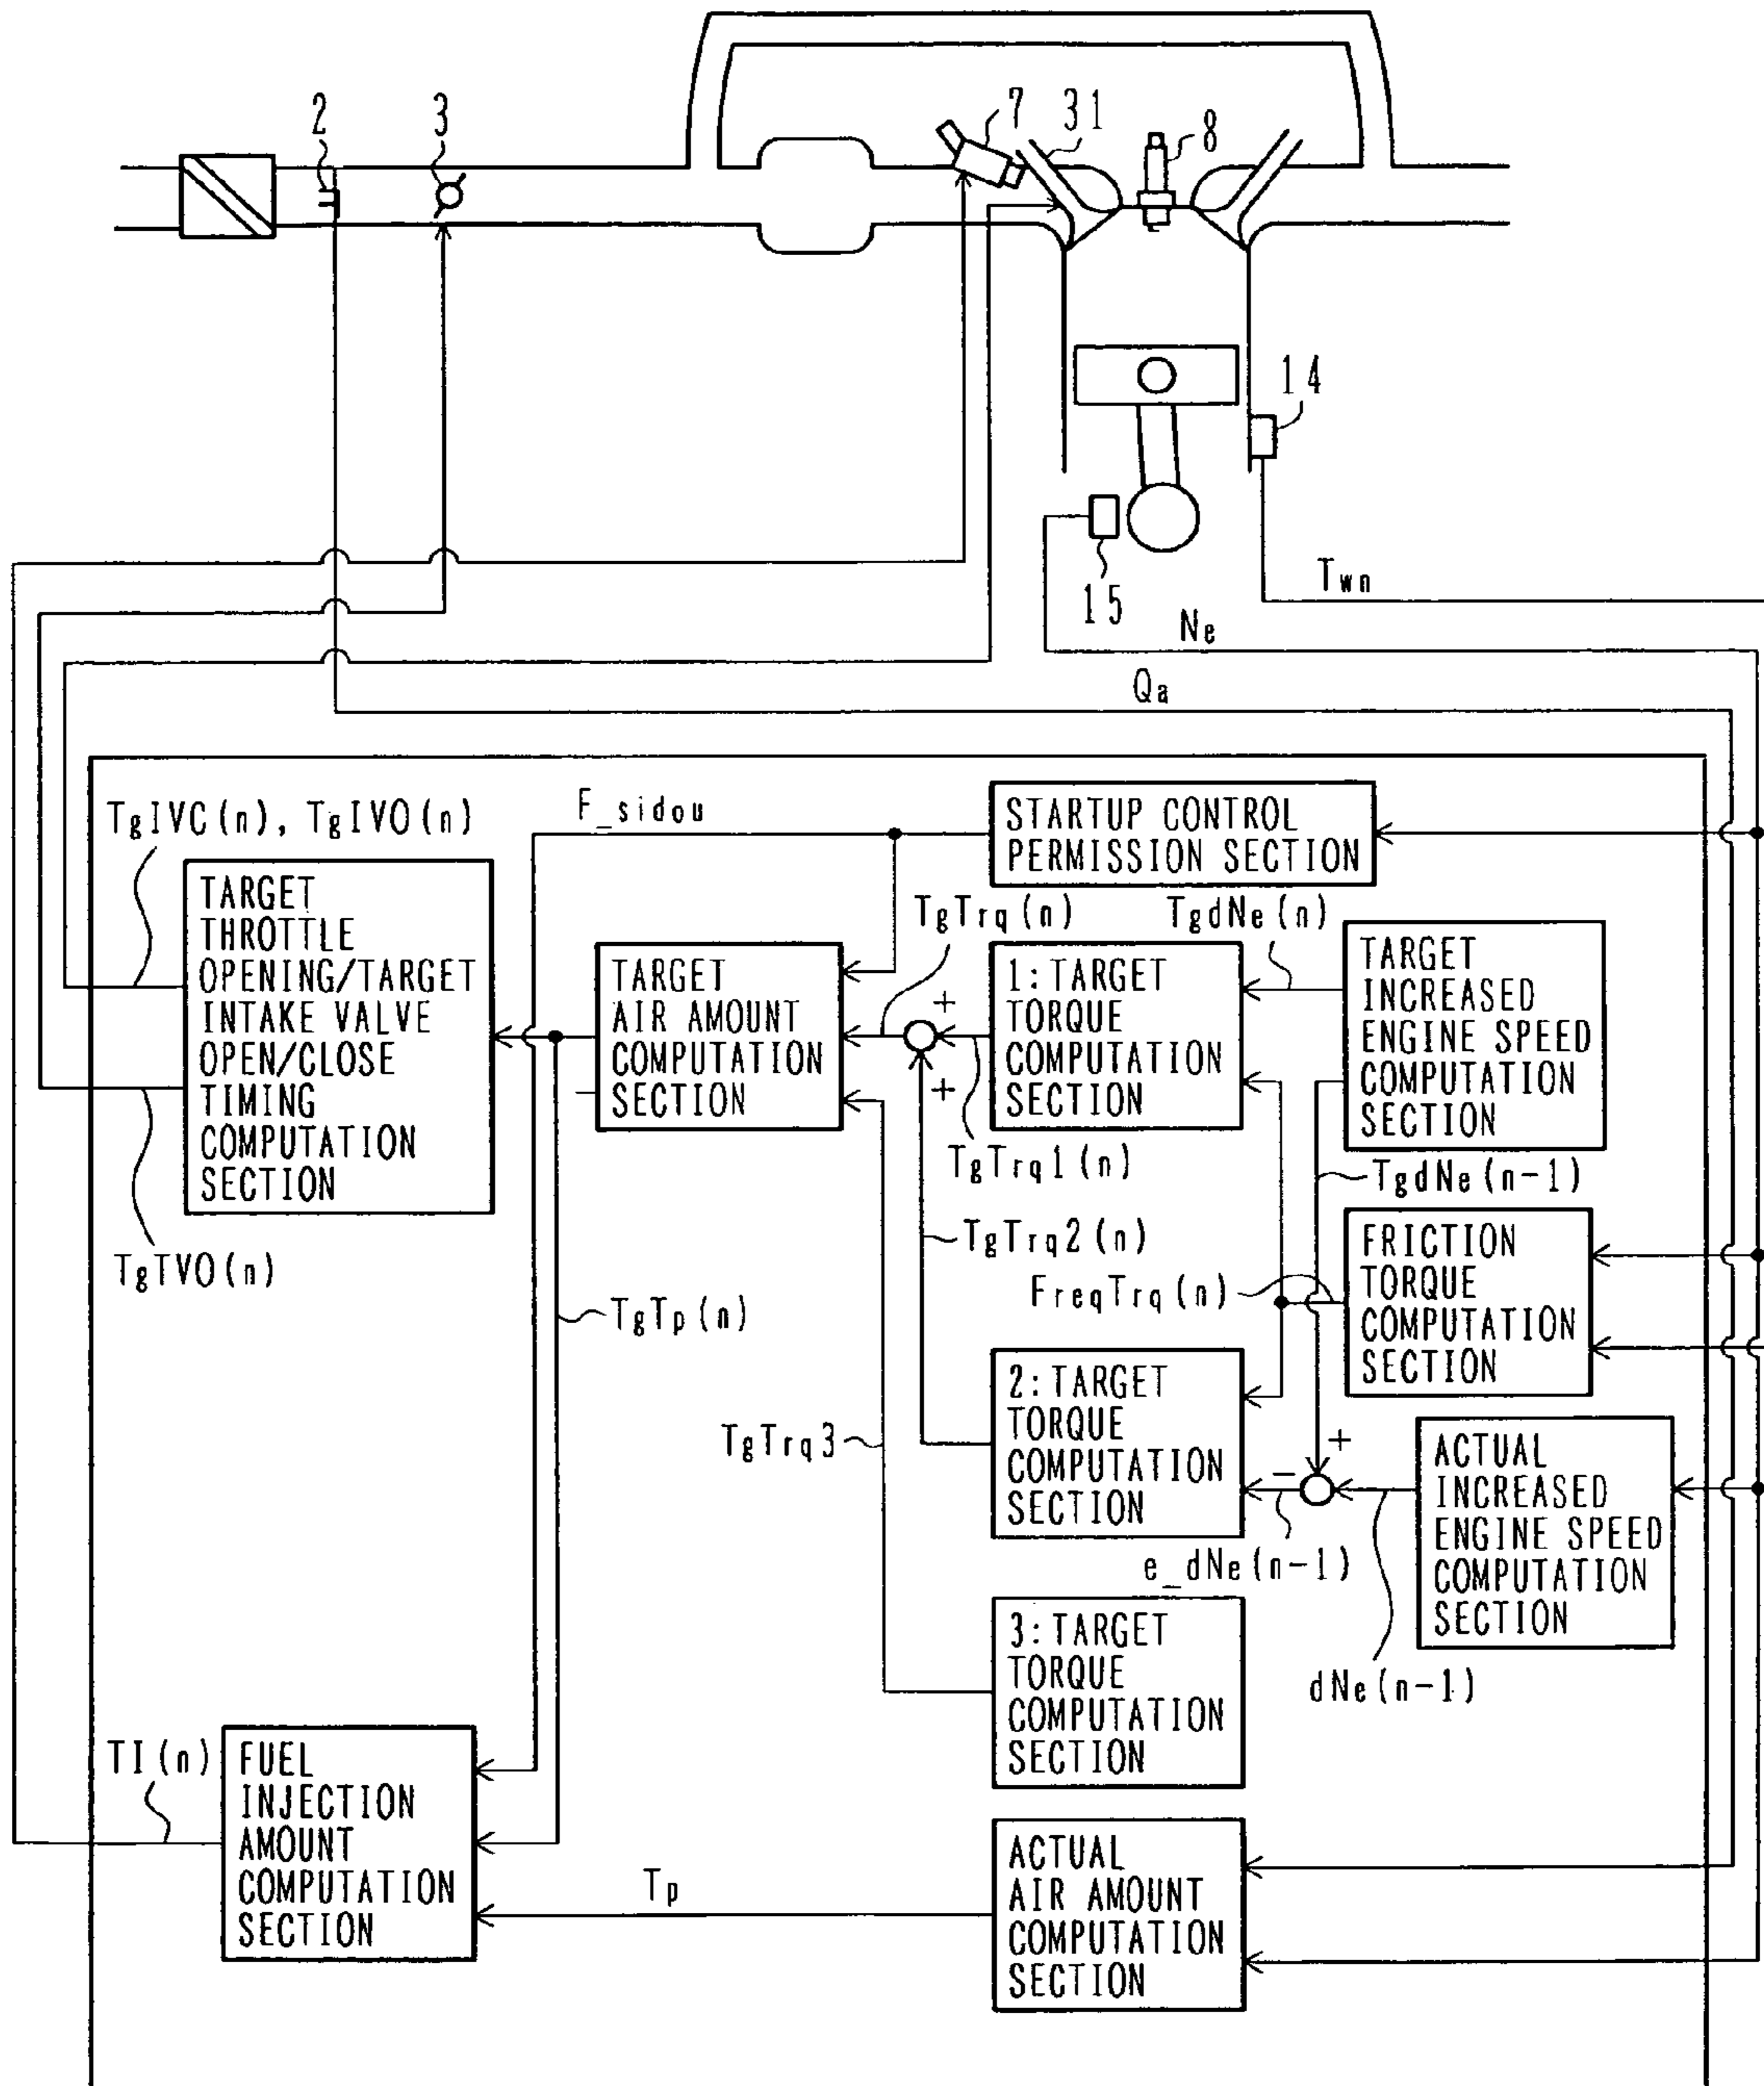 2
3
7
31
8
14
15
Twn
Ne
Qa
TgIVC(n), TgIVO(n)
F_sidou
STARTUP CONTROL
PERMISSION SECTION
TARGET
THROTTLE
OPENING/TARGET
INTAKE VALVE
OPEN/CLOSE
TIMING
COMPUTATION
SECTION
TgTVO(n)
TARGET
AIR AMOUNT
COMPUTATION
SECTION
TgTrq(n)
+
+
1:TARGET
TORQUE
COMPUTATION
SECTION
TgTrq1(n)
TgdNe(n)
TARGET
INCREASED
ENGINE SPEED
COMPUTATION
SECTION
TgdNe(n-1)
TgTrq2(n)
FreqTrq(n)
FRICTION
TORQUE
COMPUTATION
SECTION
TgTp(n)
TgTrq3
2:TARGET
TORQUE
COMPUTATION
SECTION
+
-
e_dNe(n-1)
ACTUAL
INCREASED
ENGINE SPEED
COMPUTATION
SECTION
dNe(n-1)
3:TARGET
TORQUE
COMPUTATION
SECTION
TI(n)
FUEL
INJECTION
AMOUNT
COMPUTATION
SECTION
Tp
ACTUAL
AIR AMOUNT
COMPUTATION
SECTION